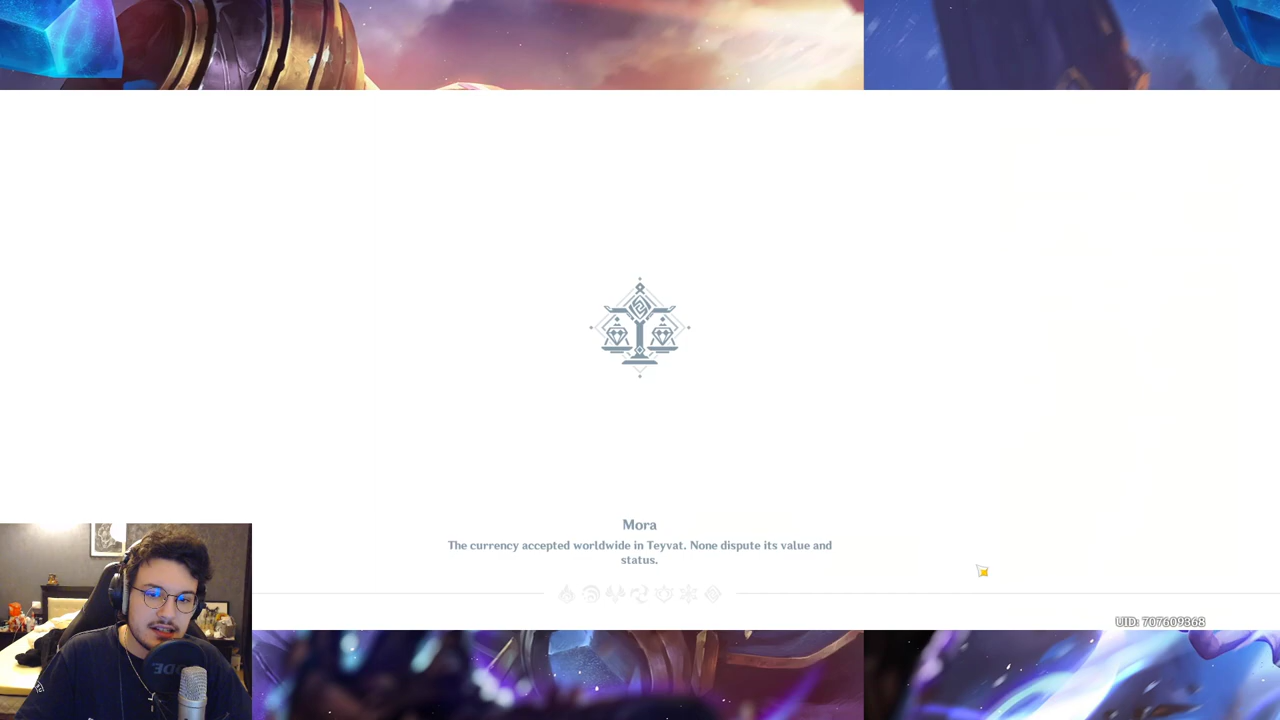 Mora
The currency accepted worldwide in Teyvat. None dispute its value and
status.
UID: 707609368